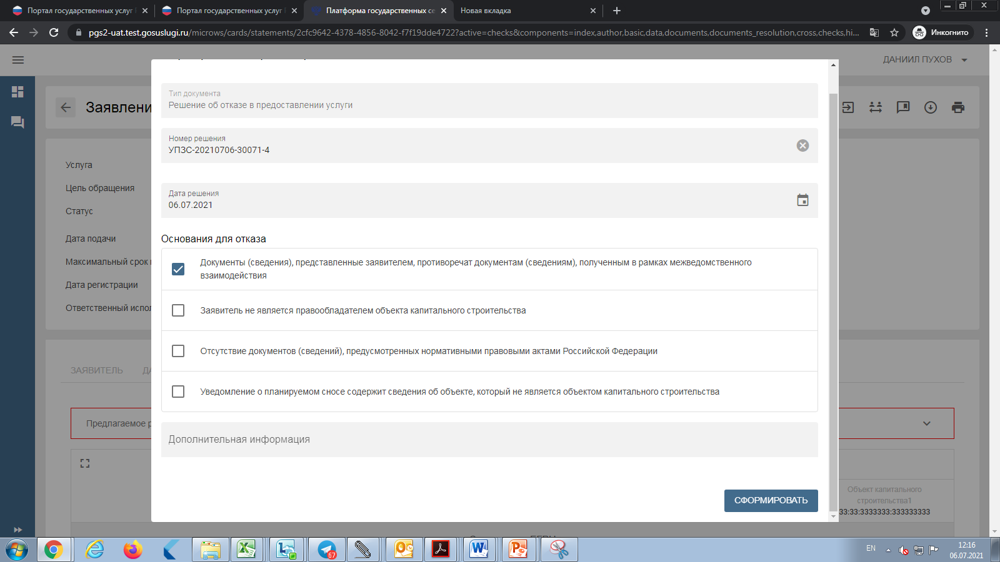 Портал государственных услуг
Портал государственных услуг
Платформа государственных се
Новая вкладка
pgs2-uat.test.gosuslugi.ru/microws/cards/statements/2cfc9642-4378-4856-8042-f7f19dde4722?active=checks&components=index,author,basic,data,documents,documents_resolution,cross,checks,hi...
Инкогнито
ДАНИИЛ ПУХОВ
Заявлени
Тип документа
Решение об отказе в предоставлении услуги
Номер решения
УПЗС-20210706-30071-4
Услуга
Цель обращения
Статус
Дата подачи
Максимальный срок
Дата регистрации
Ответственный испол
Дата решения
06.07.2021
Основания для отказа
Документы (сведения), представленные заявителем, противоречат документам (сведениям), полученным в рамках межведомственного
взаимодействия
Заявитель не является правообладателем объекта капитального строительства
Отсутствие документов (сведений), предусмотренных нормативными правовыми актами Российской Федерации
Уведомление о планируемом сносе содержит сведения об объекте, который не является объектом капитального строительства
ЗАЯВИТЕЛЬ ДА
Предлагаемое р
Дополнительная информация
СФОРМИРОВАТЬ
Объект капитального
строительства1
33:33:3333333:333333333
67
EN
12:16
06.07.2021